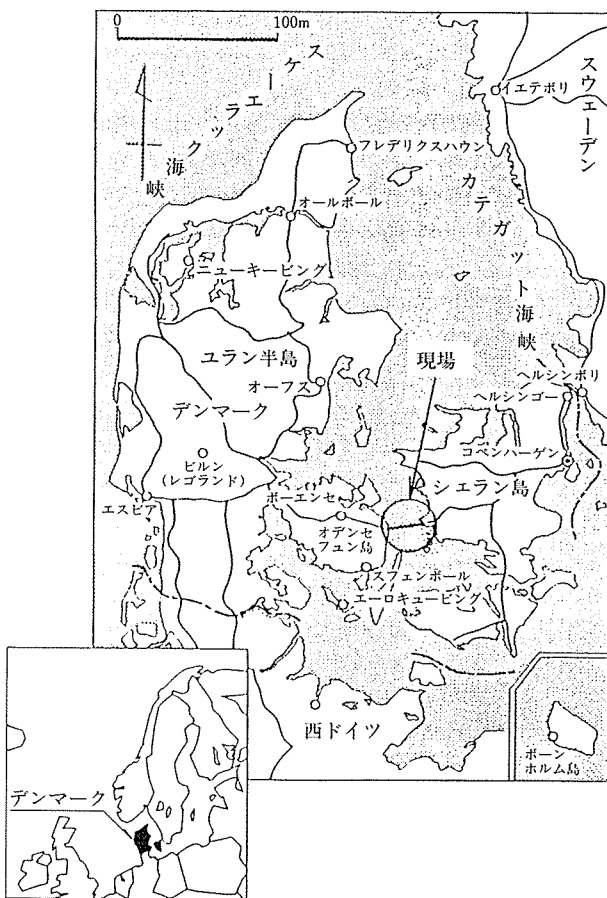 0 100m
スケーエラック海峡
スウェーデン
イエテボリ
フレデリクスハウン
カテガット海峡
オールボール
ニューキービング
ユラン半島
現場
オーフス
ヘルシンボリ
ヘルシンゴー
デンマーク
コペンハーゲン
ビルン
(レゴランド)
シェラン島
ボーエンセ
エスビア
オデンセ
フュン島
スフェンボール
エーロキュービング
西ドイツ
ボーン
ホルム島
デンマーク